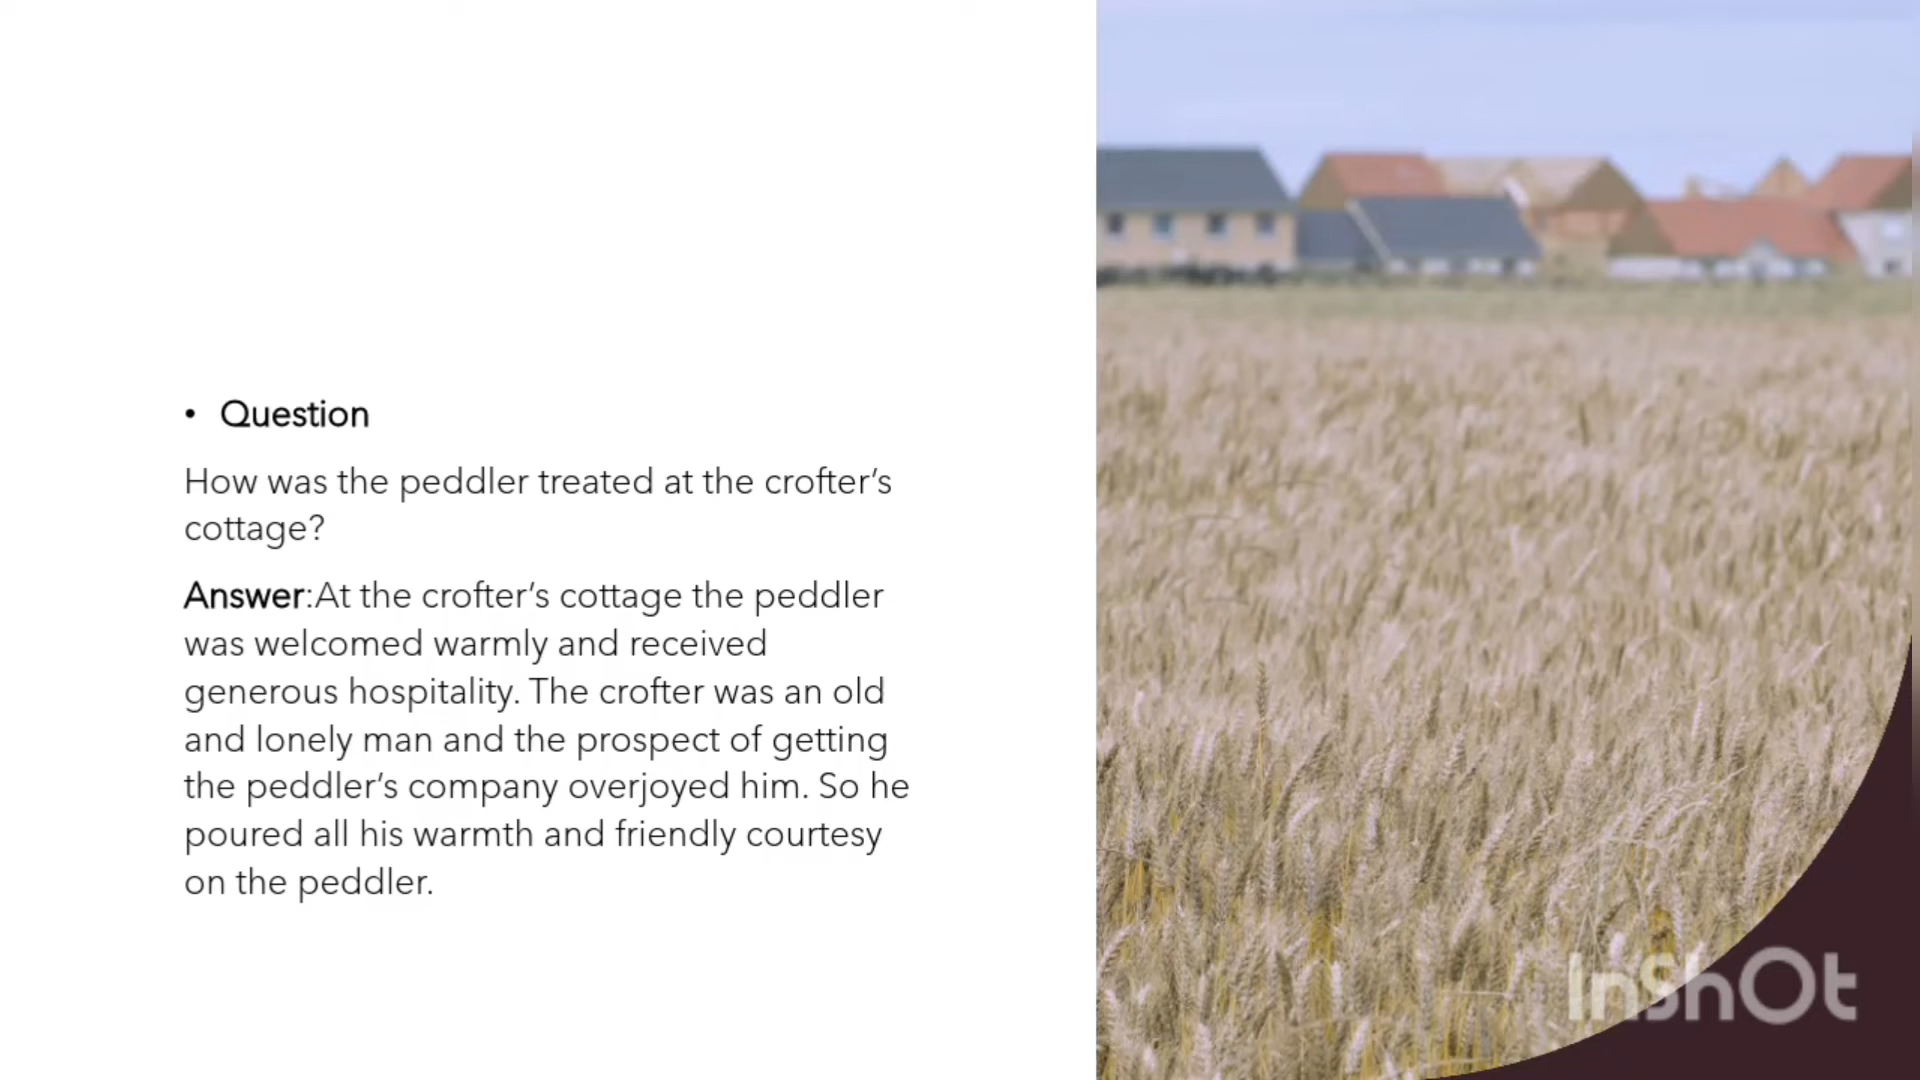 • Question
How was the peddler treated at the crofter’s
cottage?
Answer:At the crofter’s cottage the peddler
was welcomed warmly and received
generous hospitality. The crofter was an old
and lonely man and the prospect of getting
the peddler’s company overjoyed him. So he
poured all his warmth and friendly courtesy
on the peddler.
InShOt